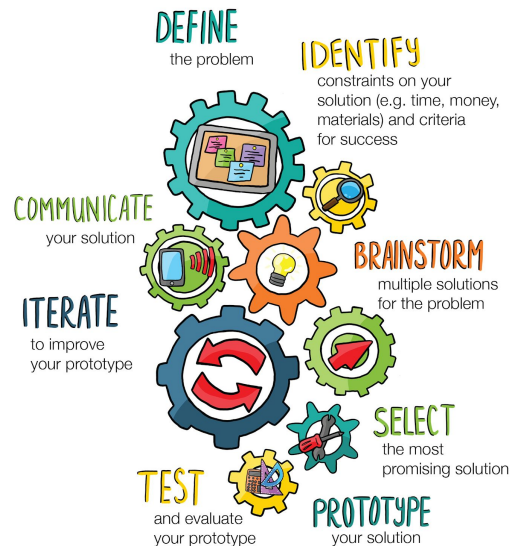 DEFINE
the problem
IDENTIFY
constraints on your
solution (e.g. time, money,
materials) and criteria
for success
BRAINSTORM
multiple solutions
for the problem
SELECT
the most
promising solution
PROTOTYPE
your solution
TEST
and evaluate
your prototype
ITERATE
to improve
your prototype
COMMUNICATE
your solution